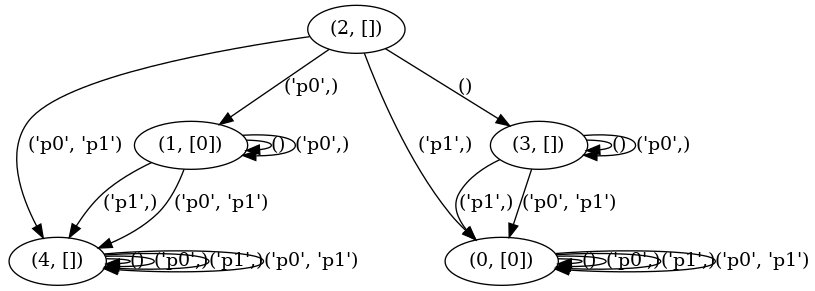 (2, [])
('p0',)
()
('p0', 'p1')
(1, [0])
()
('p0',)
('p1',)
(3, [])
()
('p0',)
('p1',)
('p0', 'p1')
('p1',)
('p0', 'p1')
(4, [])
()
('p0',)
('p1',)
('p0', 'p1')
(0, [0])
()
('p0',)
('p1',)
('p0', 'p1')